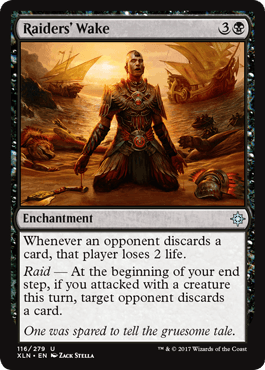 Raiders' Wake 3
Enchantment
Whenever an opponent discards a
card, that player loses 2 life.
Raid — At the beginning of your end
step, if you attacked with a creature
this turn, target opponent discards
a card.
One was spared to tell the gruesome tale.
116/279 U
XLN • EN ZACK STELLA
™ & © 2017 Wizards of the Coast